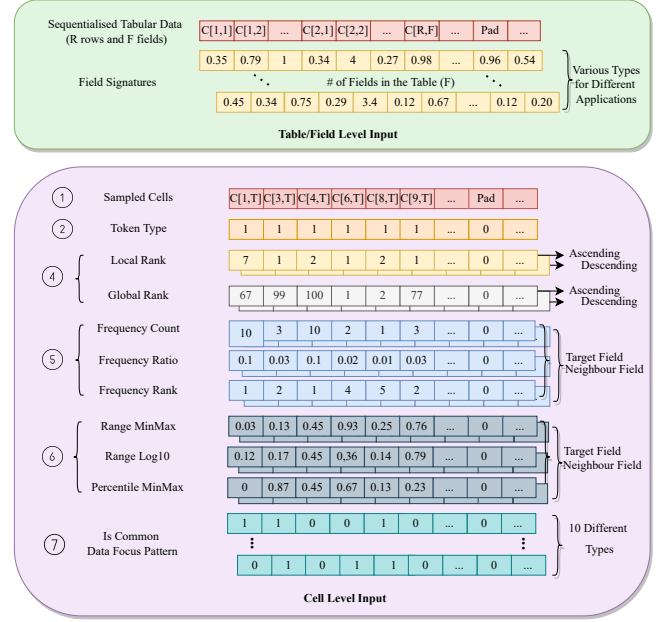 Sequentialised Tabular Data
(R rows and F fields)
C[1,1] C[1,2] ... C[2,1] C[2,2] ... C[R,F] ... Pad ...
0.35 0.79 1 0.34 4 0.27 0.98 ... 0.96 0.54
Field Signatures
# of Fields in the Table (F)
0.45 0.34 0.75 0.29 3.4 0.12 0.67 ... 0.12 0.20
Various Types
for Different
Applications
Table/Field Level Input
1 Sampled Cells C[1,T] C[3,T] C[4,T] C[6,T] C[8,T] C[9,T] ... Pad ...
2 Token Type 1 1 1 1 1 1 ... 0 ...
4
Local Rank 7 1 2 1 2 1 ... 0 ...
Ascending
Descending
Global Rank 67 99 100 1 2 77 ... 0 ...
Ascending
Descending
5
Frequency Count 10 3 10 2 1 3 ... 0 ...
Frequency Ratio 0.1 0.03 0.1 0.02 0.01 0.03 ... 0 ...
Frequency Rank 1 2 1 4 5 2 ... 0 ...
Target Field
Neighbour Field
6
Range MinMax 0.03 0.13 0.45 0.93 0.25 0.76 ... 0 ...
Range Log10 0.12 0.17 0.45 0,36 0.14 0.79 ... 0 ...
Percentile MinMax 0 0.87 0.45 0.67 0.13 0.23 ... 0 ...
Target Field
Neighbour Field
7
Is Common
Data Focus Pattern
1 1 0 0 1 0 ... 0 ...
0 1 0 1 1 0 ... 0 ...
10 Different
Types
Cell Level Input